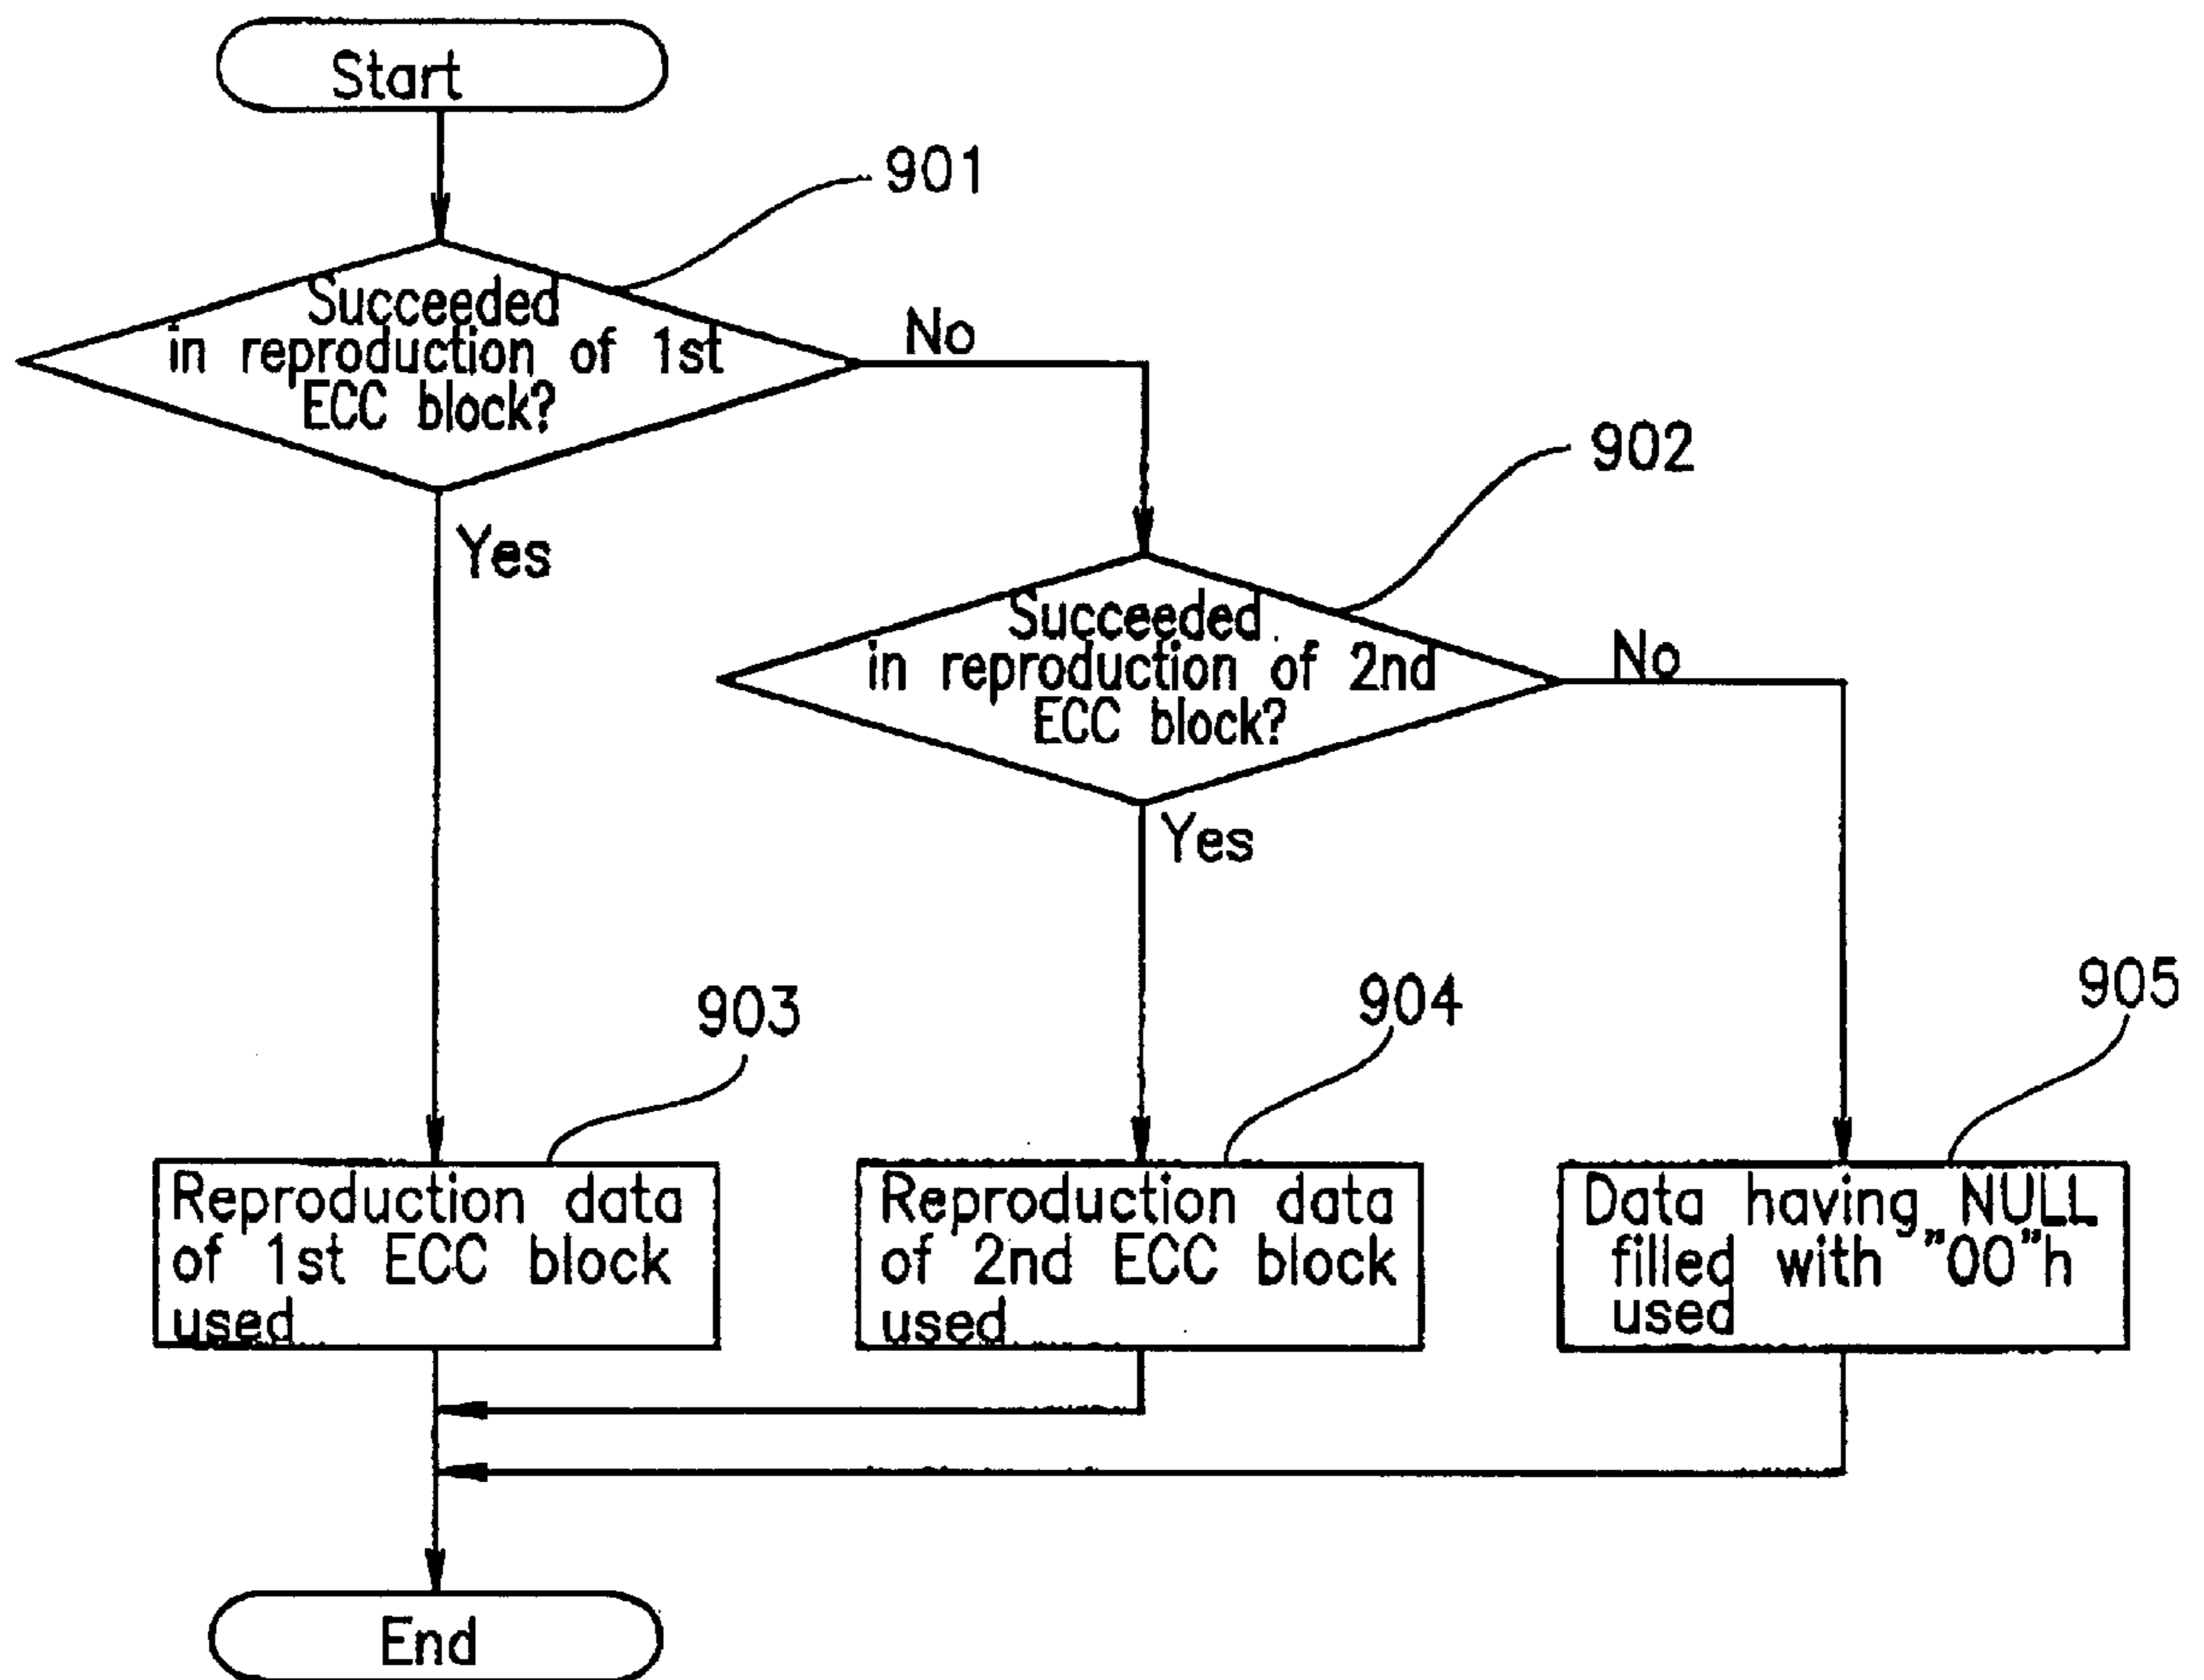 Start
901
Succeeded
in reproduction of 1st
ECC block?
No
Yes
902
Succeeded
in reproduction of 2nd
ECC block?
No
Yes
903
904
905
Reproduction data
of 1st ECC block
used
Reproduction data
of 2nd ECC block
used
Data having NULL
filled with "00"h
used
End